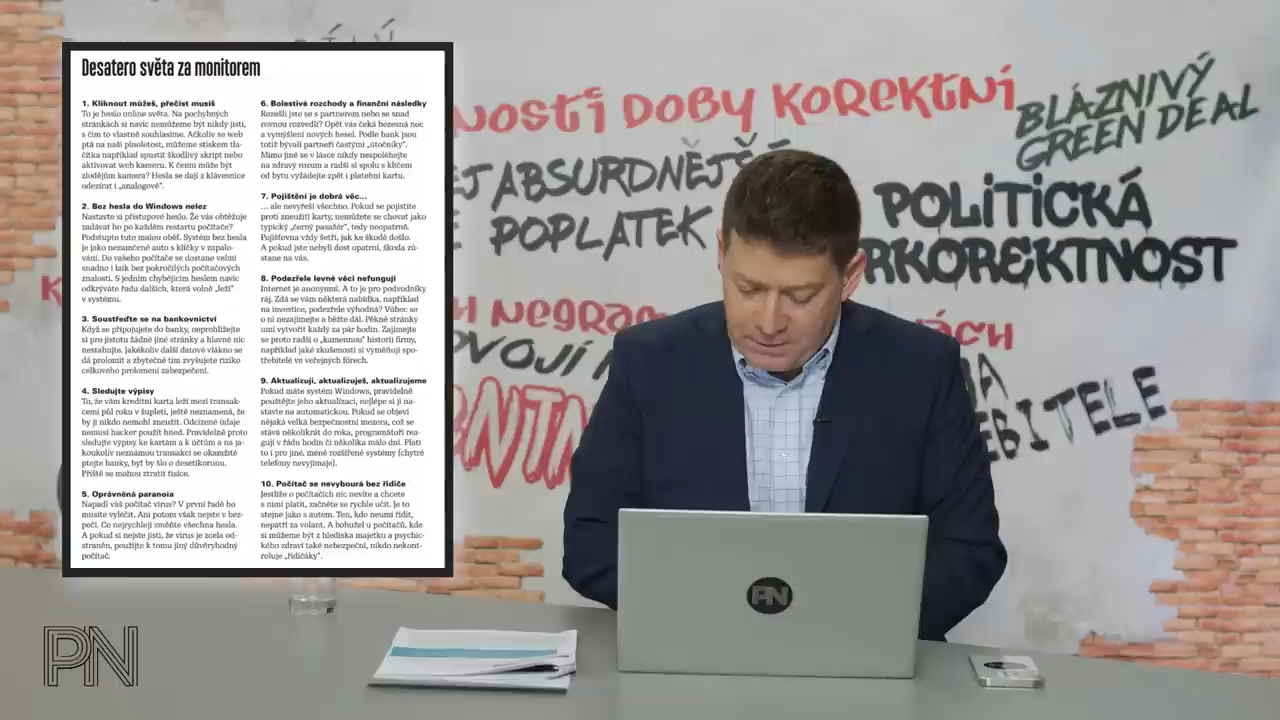 Desatero světa za monitorem
1. Kliknout můžeš, přečíst musíš
To je heslo online světa. Na pochybných
stránkách si navíc nemůžeme být nikdy jistí,
s čím to vlastně souhlasíme. Ačkoliv se web
ptá na naši plnoletost, můžeme stiskem tla-
čítka například spustit škodlivý skript nebo
aktivovat web kameru. K čemu může být
zlodějům kamera? Hesla se dají z klávesnice
odezírat i „analogově".
2. Bez hesla do Windows nelez
Nastavte si přístupové heslo. Že vás obtěžuje
zadávat ho po každém restartu počítače?
Podstupte tuto malou oběť. Systém bez hesla
je jako nezamčené auto s klíčky v zapalo-
vání. Do vašeho počítače se dostane velmi
snadno i laik bez pokročilých počítačových
znalostí. S jedním chybějícím heslem navíc
odkrýváte řadu dalších, která volně „leží"
v systému.
3. Soustřeďte se na bankovnictví
Když se připojujete do banky, neprohlížejte
si pro jistotu žádné jiné stránky a hlavně nic
nestahujte. Jakékoliv další datové vlákno se
dá prolomit a zbytečně tím zvyšujete riziko
celkového prolomení zabezpečení.
4. Sledujte výpisy
To, že vám kreditní karta leží mezi transak-
cemi půl roku v šupleti, ještě neznamená, že
by ji nikdo nemohl zneužít. Odcizené údaje
nemusí hacker použít hned. Pravidelně proto
sledujte výpisy ke kartám a k účtům a na ja-
koukoliv neznámou transakci se okamžitě
ptejte banky, byť by šlo o desetikorunu.
Příště se mohou ztratit tisíce.
5. Oprávněná paranoia
Napadl váš počítač virus? V první řadě ho
musíte vyléčit. Ani potom však nejste v bez-
pečí. Co nejrychleji změňte všechna hesla.
A pokud si nejste jistí, že virus je zcela od-
straněn, použijte k tomu jiný důvěryhodný
počítač.
6. Bolestivé rozchody a finanční následky
Rozešli jste se s partnerem nebo se snad
rovnou rozvedli? Opět vás čeká bezesná noc
a vymýšlení nových hesel. Podle bank jsou
totiž bývalí partneři častými „útočníky".
Mimo jiné se v lásce nikdy nespoléhejte
na zdravý rozum a radši si spolu s klíčem
od bytu vyžádejte zpět i platební kartu.
7. Pojištění je dobrá věc…
… ale nevyřeší všechno. Pokud se pojistíte
proti zneužití karty, nemůžete se chovat jako
typický „černý pasažér", tedy neopatrně.
Pojišťovna vždy šetří, jak ke škodě došlo.
A pokud jste nebyli dost opatrní, škoda zů-
stane na vás.
8. Podezřele levné věci nefungují
Internet je anonymní. A to je pro podvodníky
ráj. Zdá se vám některá nabídka, například
na investice, podezřele výhodná? Vůbec se
o ni nezajímejte a běžte dál. Pěkné stránky
umí vytvořit každý za pár hodin. Zajímejte
se proto radši o „kamennou" historii firmy,
například jaké zkušenosti si vyměňují spo-
třebitelé ve veřejných fórech.
9. Aktualizuji, aktualizuješ, aktualizujeme
Pokud máte systém Windows, pravidelně
pouštějte jeho aktualizaci, nejlépe si ji na-
stavte na automatickou. Pokud se objeví
nějaká velká bezpečnostní mezera, což se
stává několikrát do roka, programátoři rea-
gují v řádu hodin či několika málo dní. Platí
to i pro jiné, méně rozšířené systémy (chytré
telefony nevyjímaje).
10. Počítač se nevybourá bez řidiče
Jestliže o počítačích nic nevíte a chcete
s nimi platit, začněte se rychle učit. Je to
stejné jako s autem. Ten, kdo neumí řídit,
nepatří za volant. A bohužel u počítačů, kde
si můžeme být z hlediska majetku a psychic-
kého zdraví také nebezpeční, nikdo nekont-
roluje „řidičáky".
NOSTÍ DOBY KOREKTNÍ
BLÁZNIVÝ
GREEN DEAL
EJ ABSURDNĚJŠÍ
POPLATEK
POLITICKÁ
RKOREKTNOST
H NEGRA
ÁCH
OVOJÍ
NA
EBITELE
PN
PN